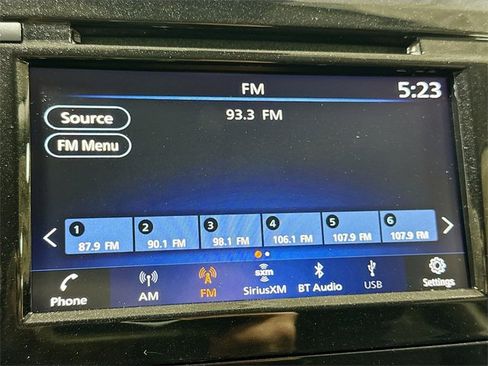 FM
5:23
Source
93.3 FM
FM Menu
1 2 3 4 5 6
87.9 FM 90.1 FM 98.1 FM 106.1 FM 107.9 FM 107.9 FM
sxm
Phone AM FM SiriusXM BT Audio USB Settings